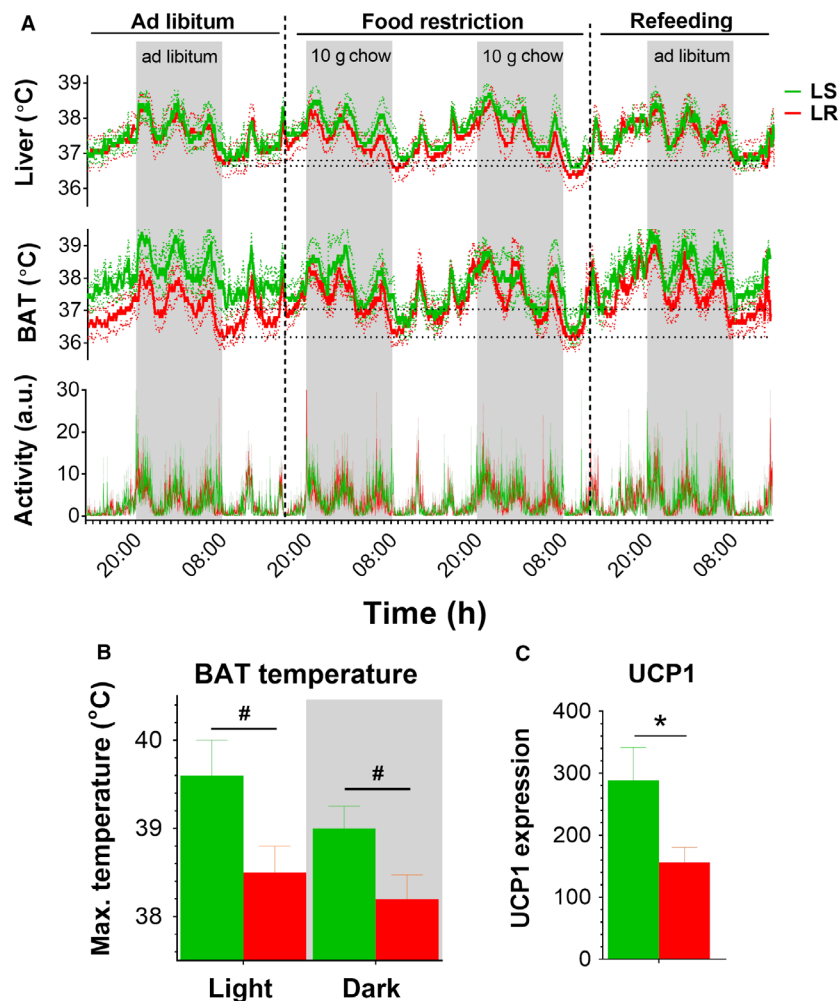 A
Ad libitum
Food restriction
Refeeding
ad libitum
10 g chow
10 g chow
ad libitum
LS
LR
Liver (°C)
39
38
37
36
BAT (°C)
39
38
37
36
Activity (a.u.)
30
20
10
0
20:00
08:00
20:00
08:00
20:00
08:00
20:00
08:00
Time (h)
B
BAT temperature
Max. temperature (°C)
40
39
38
#
#
Light
Dark
C
UCP1
UCP1 expression
400
300
200
100
0
*